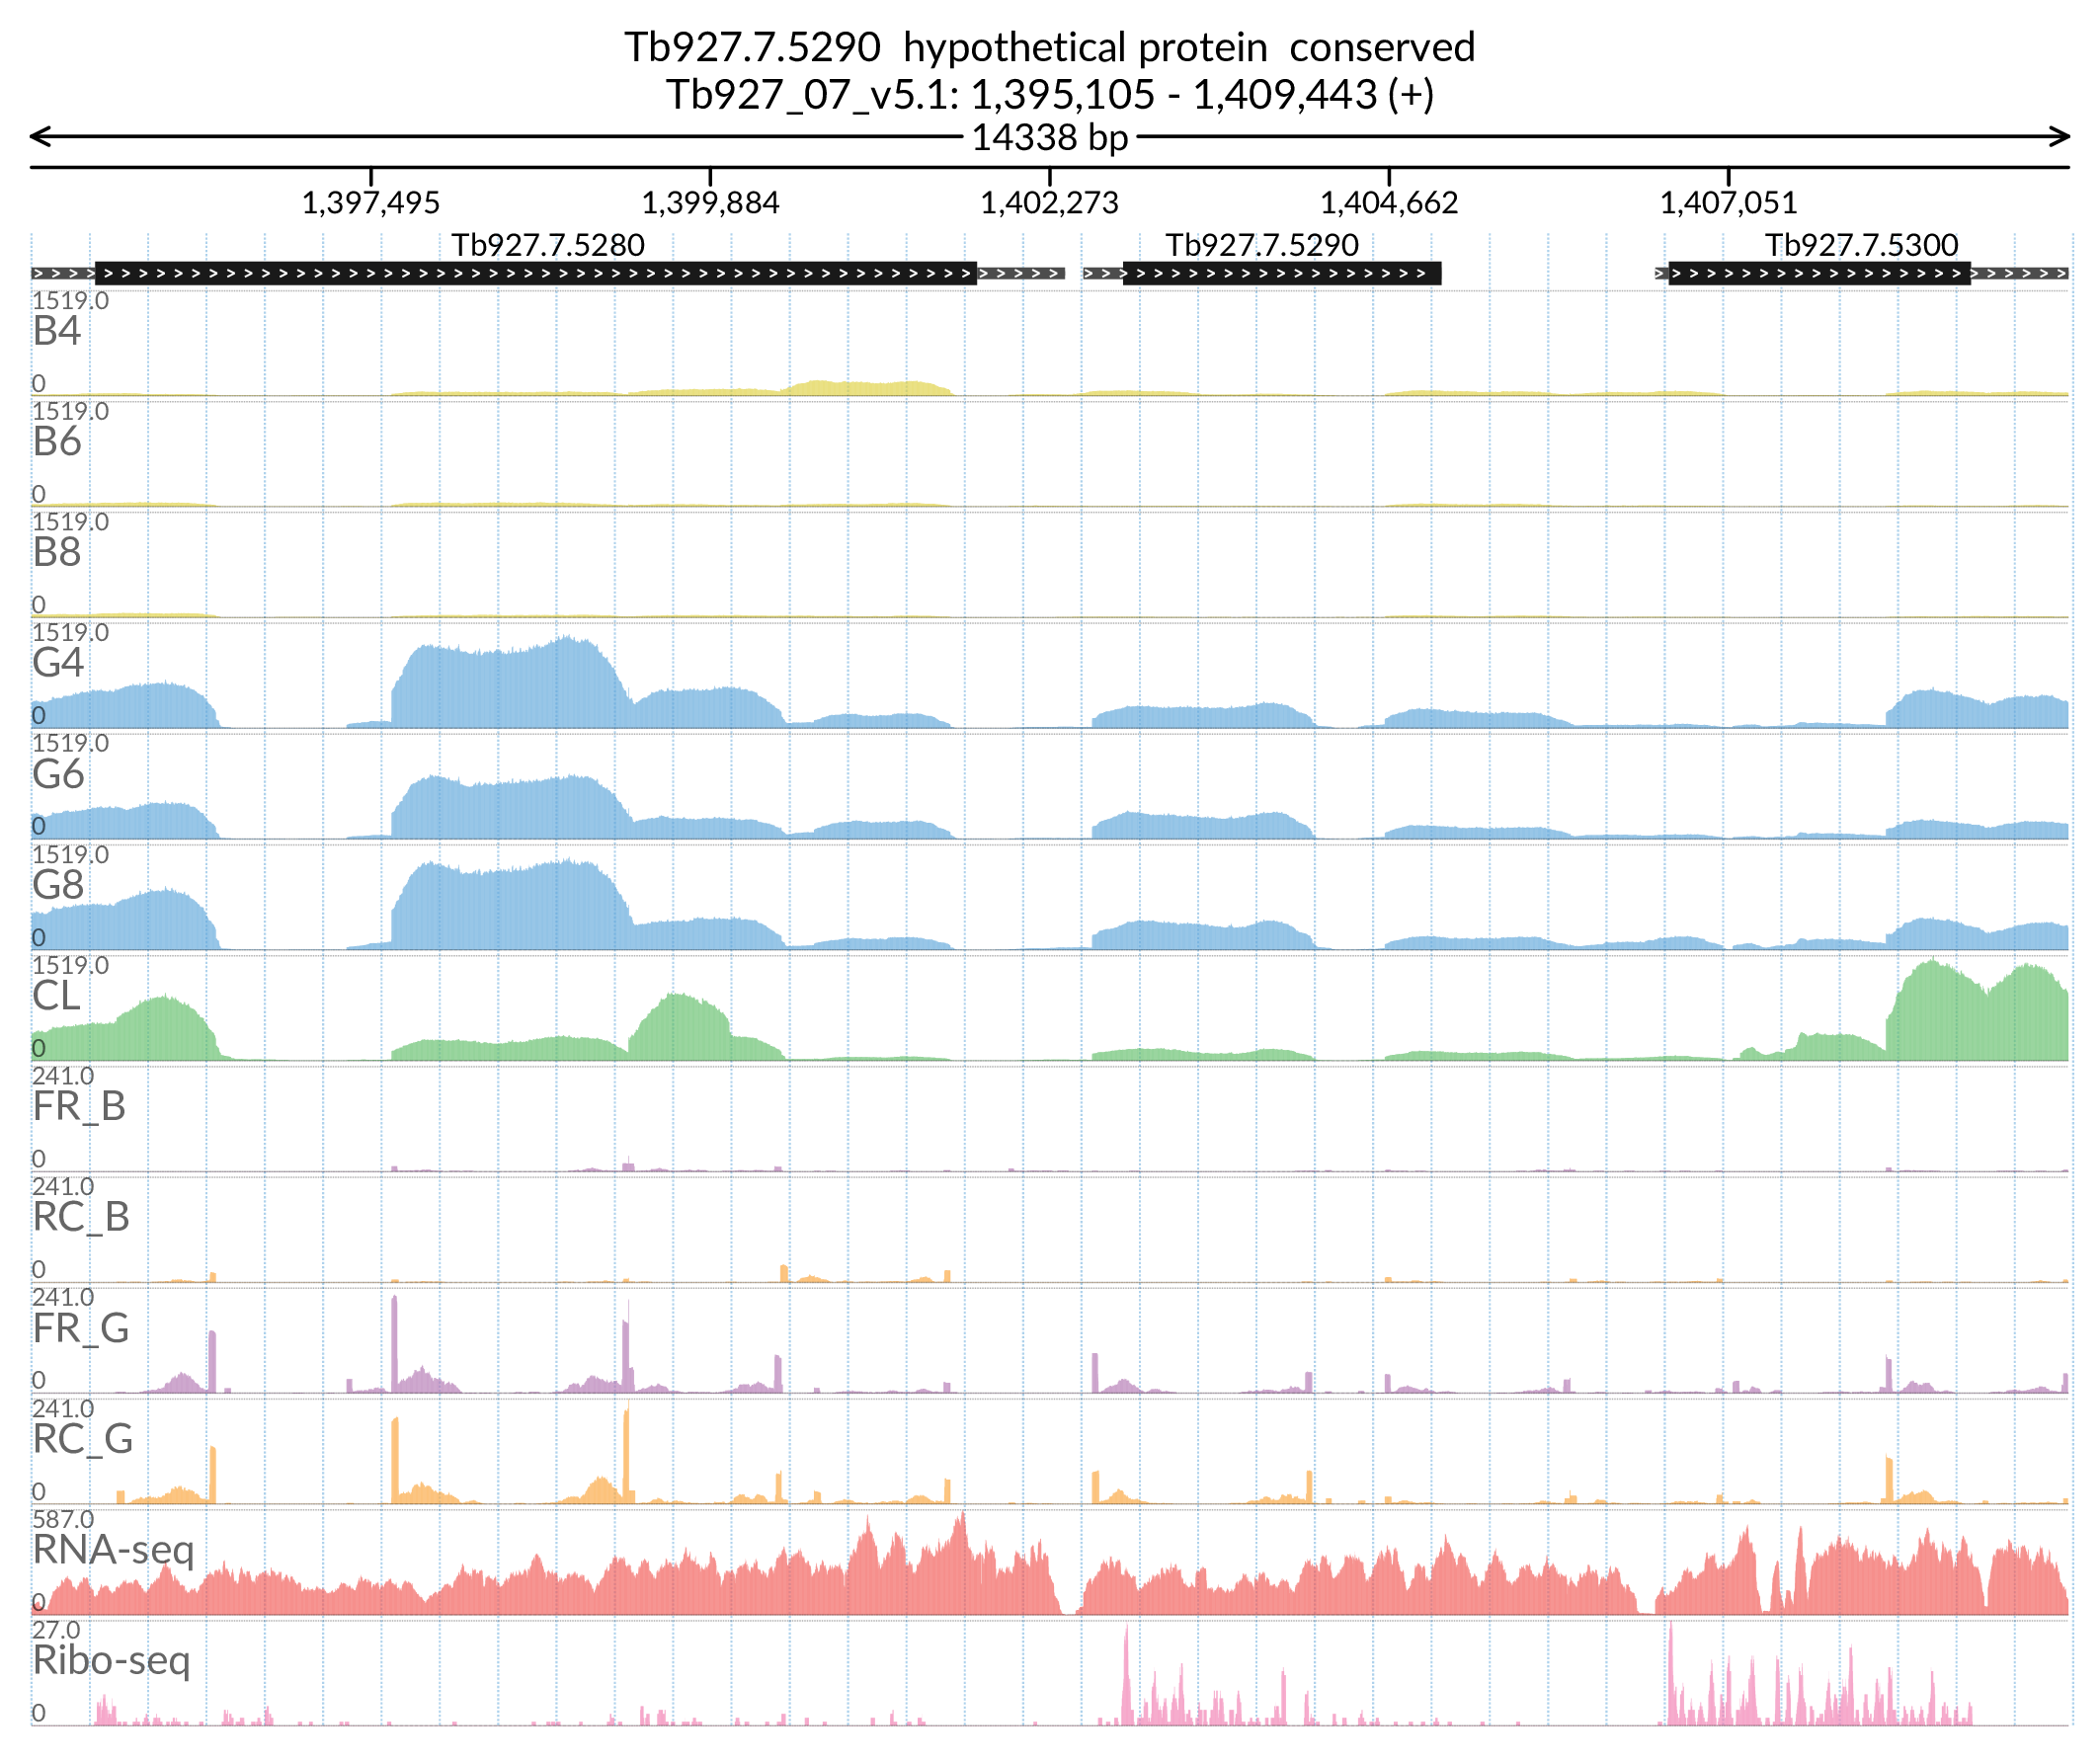 Tb927.7.5290 hypothetical protein conserved
Tb927_07_v5.1: 1,395,105 - 1,409,443 (+)
14338 bp
1,397,495 1,399,884 1,402,273 1,404,662 1,407,051
Tb927.7.5280 Tb927.7.5290 Tb927.7.5300
1519.0
B4
0
1519.0
B6
0
1519.0
B8
0
1519.0
G4
0
1519.0
G6
0
1519.0
G8
0
1519.0
CL
0
241.0
FR_B
0
241.0
RC_B
0
241.0
FR_G
0
241.0
RC_G
0
587.0
RNA-seq
0
27.0
Ribo-seq
0